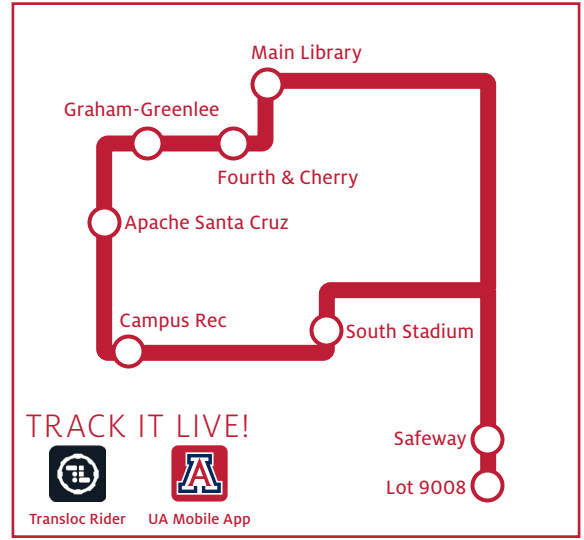 Main Library
Graham-Greenlee
Fourth & Cherry
Apache Santa Cruz
Campus Rec
South Stadium
TRACK IT LIVE!
Safeway
Lot 9008
A
Transloc Rider
UA Mobile App